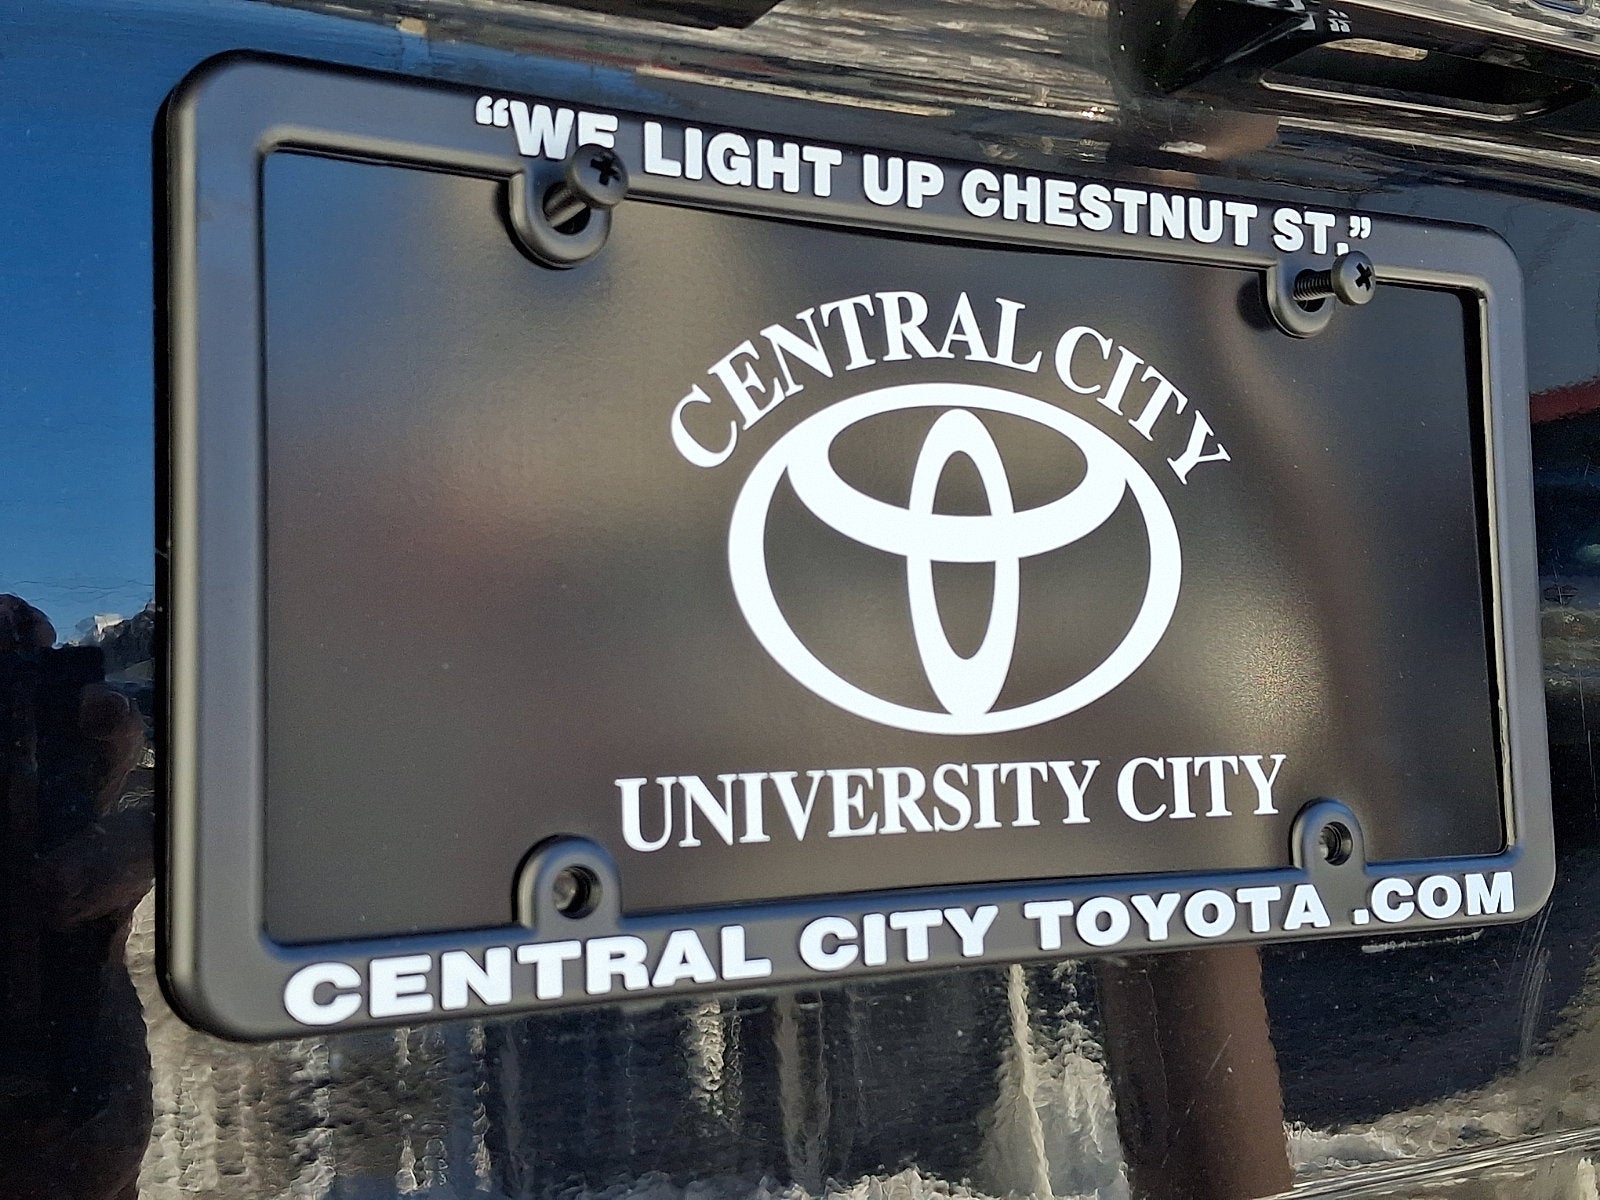 “WE LIGHT UP CHESTNUT ST.”
CENTRAL CITY
UNIVERSITY CITY
CENTRAL CITY TOYOTA .COM